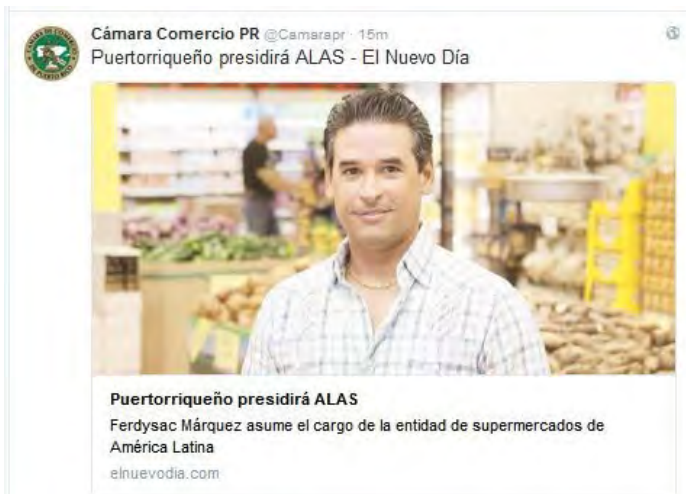 Cámara Comercio PR @Camarapr · 15m
Puertorriqueño presidirá ALAS - El Nuevo Día
Puertorriqueño presidirá ALAS
Ferdysac Márquez asume el cargo de la entidad de supermercados de
América Latina
elnuevodia.com